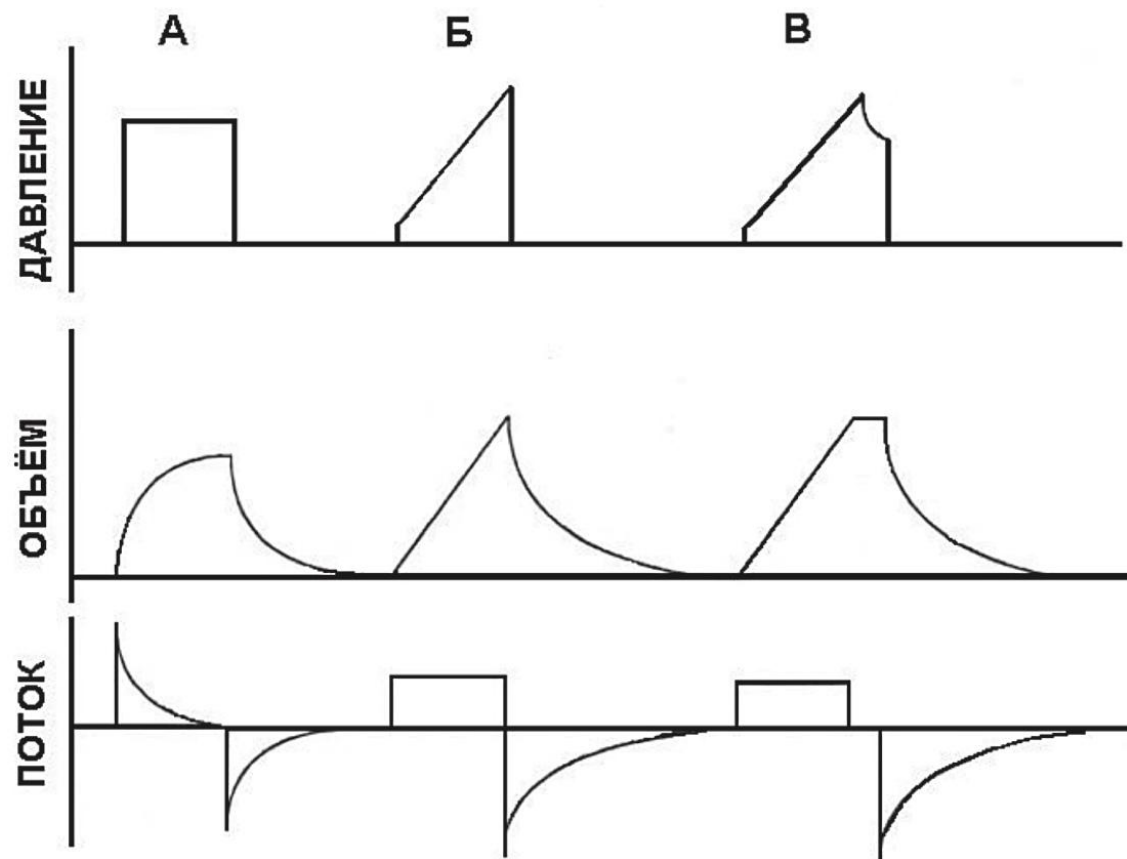 А
Б
В
ДАВЛЕНИЕ
ОБЪЁМ
ПОТОК